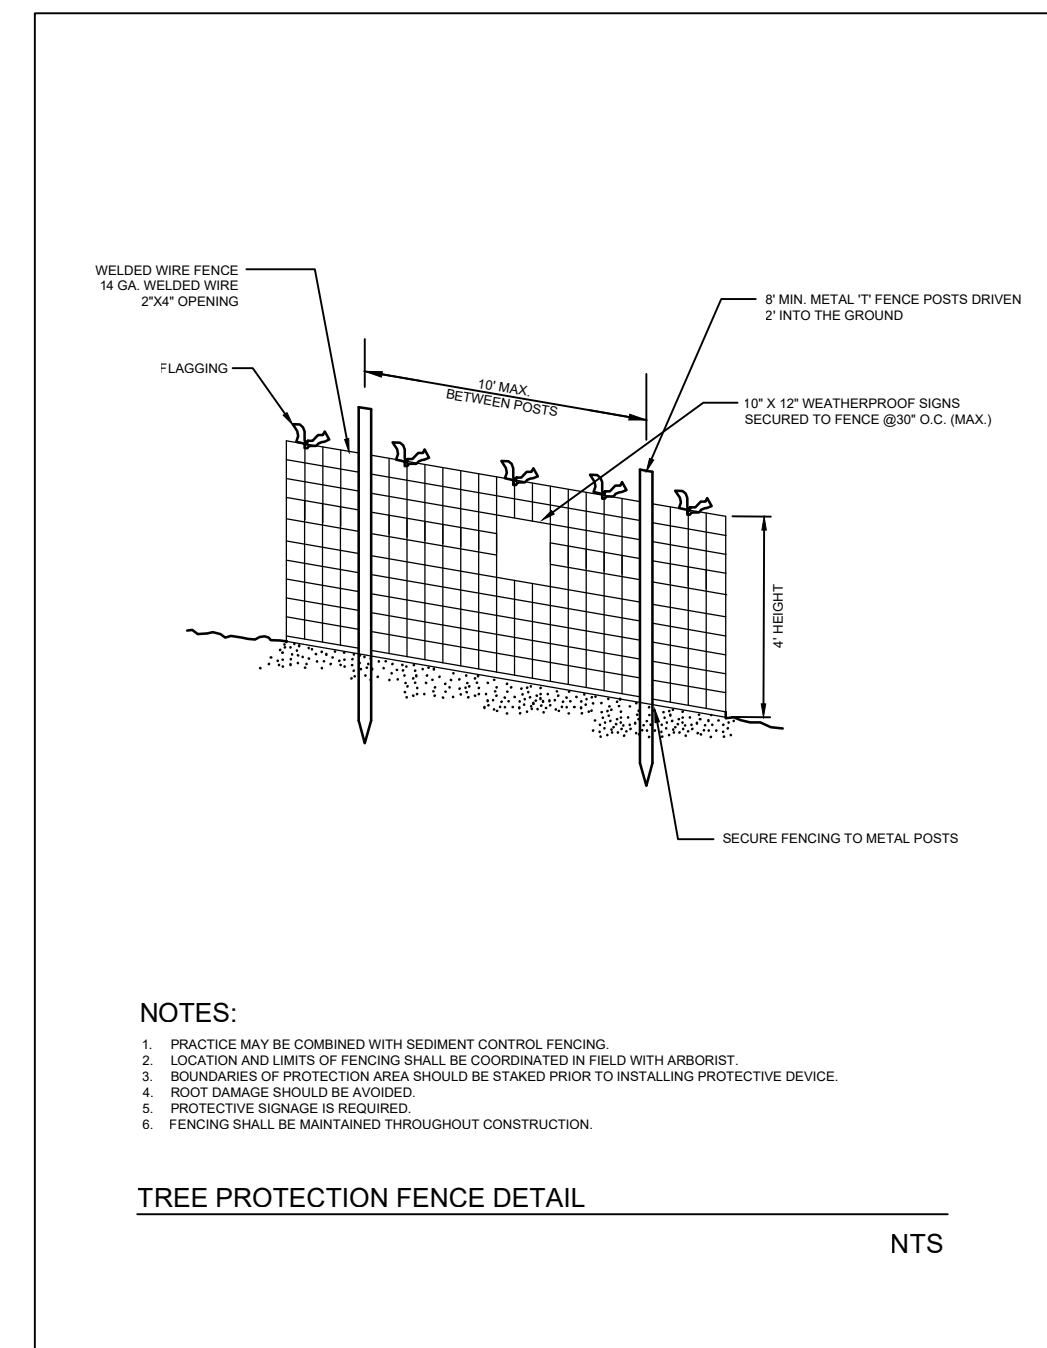 WELDED WIRE FENCE
14 GA. WELDED WIRE
2"X4" OPENING
8' MIN. METAL 'T' FENCE POSTS DRIVEN
2' INTO THE GROUND
FLAGGING
10' MAX.
BETWEEN POSTS
10" X 12" WEATHERPROOF SIGNS
SECURED TO FENCE @30" O.C. (MAX.)
4' HEIGHT
SECURE FENCING TO METAL POSTS
NOTES:
1. PRACTICE MAY BE COMBINED WITH SEDIMENT CONTROL FENCING.
2. LOCATION AND LIMITS OF FENCING SHALL BE COORDINATED IN FIELD WITH ARBORIST.
3. BOUNDARIES OF PROTECTION AREA SHOULD BE STAKED PRIOR TO INSTALLING PROTECTIVE DEVICE.
4. ROOT DAMAGE SHOULD BE AVOIDED.
5. PROTECTIVE SIGNAGE IS REQUIRED.
6. FENCING SHALL BE MAINTAINED THROUGHOUT CONSTRUCTION.
TREE PROTECTION FENCE DETAIL
NTS